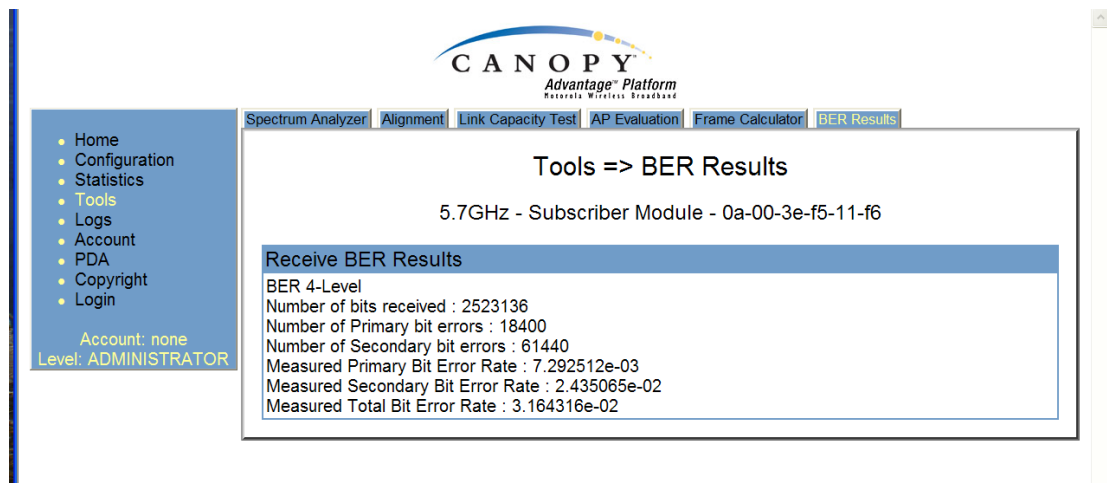 CANOPY™
Advantage™ Platform
Motorola Wireless Broadband
Spectrum Analyzer Alignment Link Capacity Test AP Evaluation Frame Calculator BER Results
Home
Configuration
Statistics
Tools
Logs
Account
PDA
Copyright
Login
Account: none
Level: ADMINISTRATOR
Tools => BER Results
5.7GHz - Subscriber Module - 0a-00-3e-f5-11-f6
Receive BER Results
BER 4-Level
Number of bits received : 2523136
Number of Primary bit errors : 18400
Number of Secondary bit errors : 61440
Measured Primary Bit Error Rate : 7.292512e-03
Measured Secondary Bit Error Rate : 2.435065e-02
Measured Total Bit Error Rate : 3.164316e-02